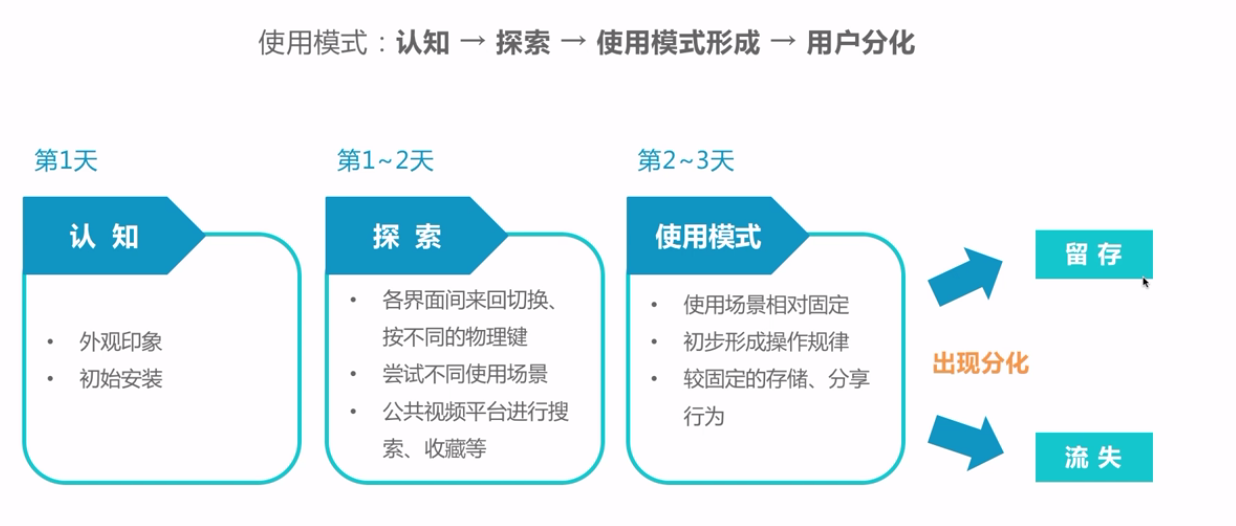 使用模式：认知 → 探索 → 使用模式形成 → 用户分化
第1天
认 知
• 外观印象
• 初始安装
第1~2天
探 索
• 各界面间来回切换、
按不同的物理键
• 尝试不同使用场景
• 公共视频平台进行搜
索、收藏等
第2~3天
使用模式
• 使用场景相对固定
• 初步形成操作规律
• 较固定的存储、分享
行为
留 存
出现分化
流 失